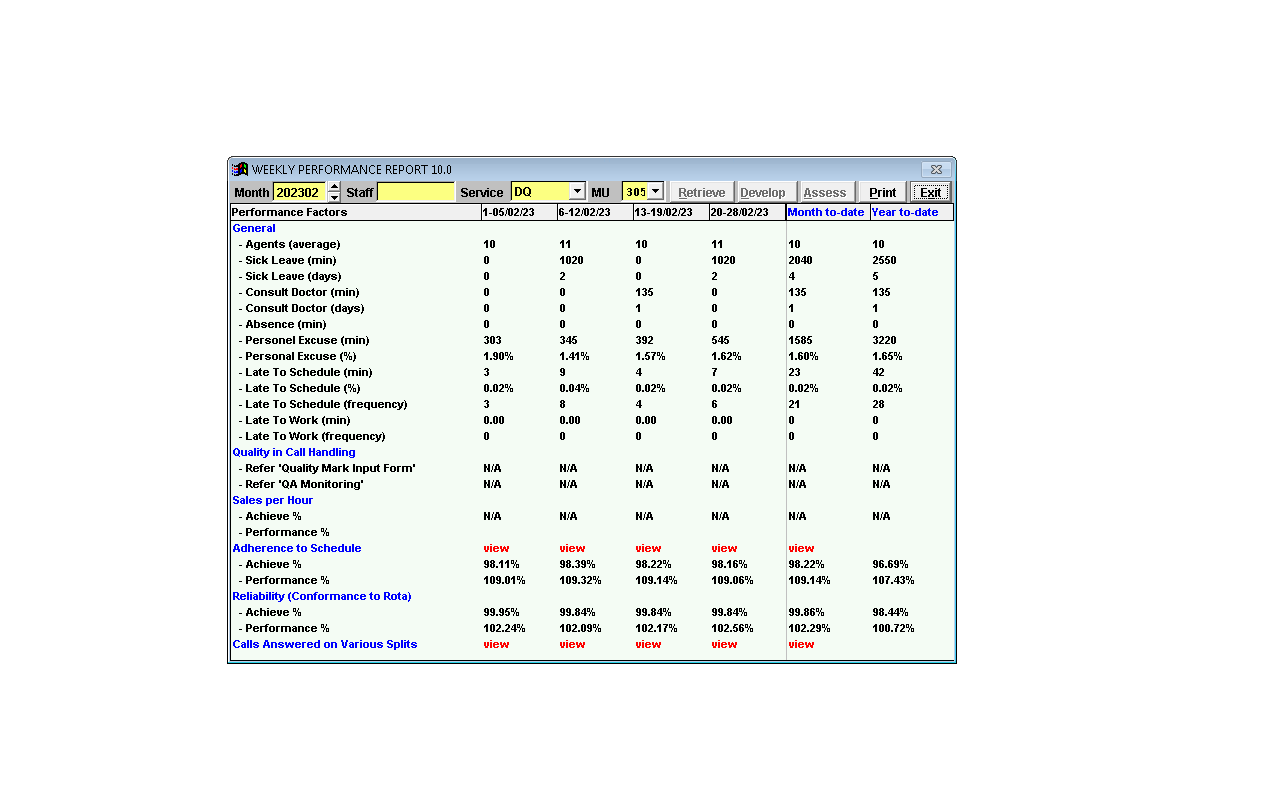 WEEKLY PERFORMANCE REPORT 10.0
Month 202302 Staff Service DQ MU 305 Retrieve Develop Assess Print Exit
Performance Factors 1-05/02/23 6-12/02/23 13-19/02/23 20-28/02/23 Month to-date Year to-date
General
- Agents (average) 10 11 10 11 10 10
- Sick Leave (min) 0 1020 0 1020 2040 2550
- Sick Leave (days) 0 2 0 2 4 5
- Consult Doctor (min) 0 0 135 0 135 135
- Consult Doctor (days) 0 0 1 0 1 1
- Absence (min) 0 0 0 0 0 0
- Personel Excuse (min) 303 345 392 545 1585 3220
- Personal Excuse (%) 1.90% 1.41% 1.57% 1.62% 1.60% 1.65%
- Late To Schedule (min) 3 9 4 7 23 42
- Late To Schedule (%) 0.02% 0.04% 0.02% 0.02% 0.02% 0.02%
- Late To Schedule (frequency) 3 8 4 6 21 28
- Late To Work (min) 0.00 0.00 0.00 0.00 0 0
- Late To Work (frequency) 0 0 0 0 0 0
Quality in Call Handling
- Refer 'Quality Mark Input Form' N/A N/A N/A N/A N/A N/A
- Refer 'QA Monitoring' N/A N/A N/A N/A N/A N/A
Sales per Hour
- Achieve % N/A N/A N/A N/A N/A N/A
- Performance %
Adherence to Schedule view view view view view
- Achieve % 98.11% 98.39% 98.22% 98.16% 98.22% 96.69%
- Performance % 109.01% 109.32% 109.14% 109.06% 109.14% 107.43%
Reliability (Conformance to Rota)
- Achieve % 99.95% 99.84% 99.84% 99.84% 99.86% 98.44%
- Performance % 102.24% 102.09% 102.17% 102.56% 102.29% 100.72%
Calls Answered on Various Splits view view view view view